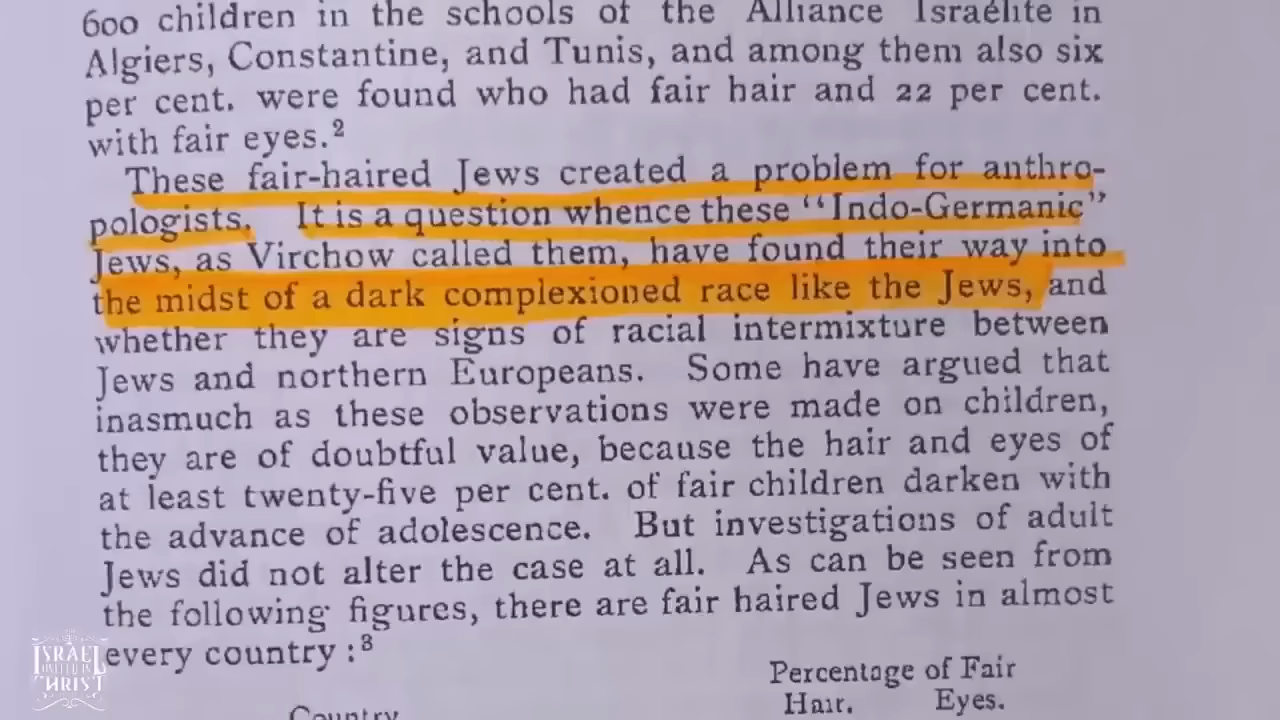 600 children in the schools of the Alliance Israélite in
Algiers, Constantine, and Tunis, and among them also six
per cent. were found who had fair hair and 22 per cent.
with fair eyes.2
These fair-haired Jews created a problem for anthro-
pologists. It is a question whence these “Indo-Germanic”
Jews, as Virchow called them, have found their way into
the midst of a dark complexioned race like the Jews, and
whether they are signs of racial intermixture between
Jews and northern Europeans. Some have argued that
inasmuch as these observations were made on children,
they are of doubtful value, because the hair and eyes of
at least twenty-five per cent. of fair children darken with
the advance of adolescence. But investigations of adult
Jews did not alter the case at all. As can be seen from
the following figures, there are fair haired Jews in almost
every country :3
Percentage of Fair
Hair. Eyes.
Country
ISRAEL
UNITED IN
CHRIST